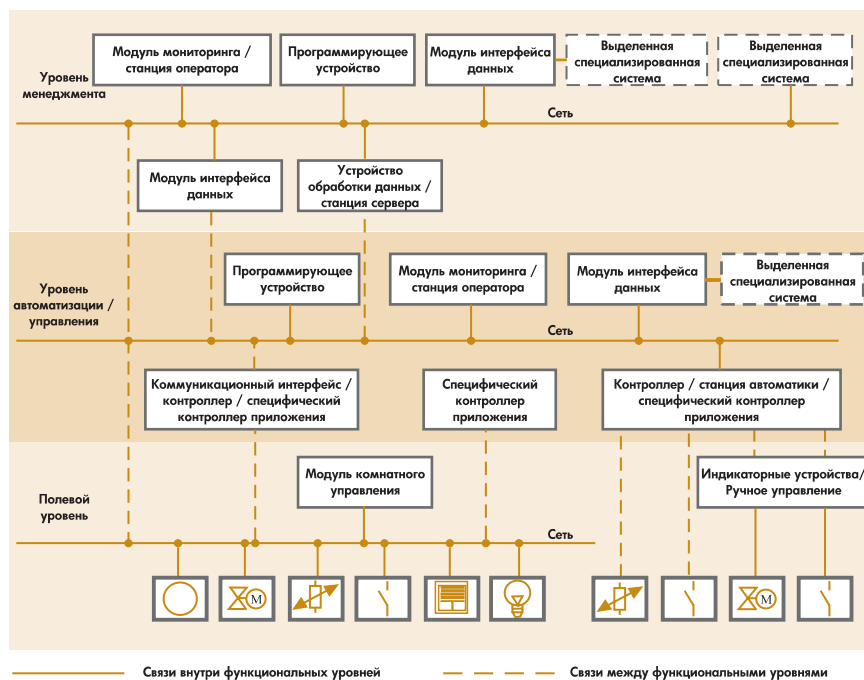 Модуль мониторинга /
станция оператора
Программирующее
устройство
Модуль интерфейса
данных
Выделенная
специализированная
система
Выделенная
специализированная
система
Уровень
менеджмента
Сеть
Модуль интерфейса
данных
Устройство
обработки данных /
станция сервера
Уровень
автоматизации /
управления
Программирующее
устройство
Модуль мониторинга /
станция оператора
Модуль интерфейса
данных
Выделенная
специализированная
система
Сеть
Коммуникационный интерфейс /
контроллер / специфический
контроллер приложения
Специфический
контроллер
приложения
Контроллер / станция автоматики /
специфический контроллер
приложения
Полевой
уровень
Модуль комнатного
управления
Индикаторные устройства/
Ручное управление
Сеть
M
M
Связи внутри функциональных уровней
Связи между функциональными уровнями